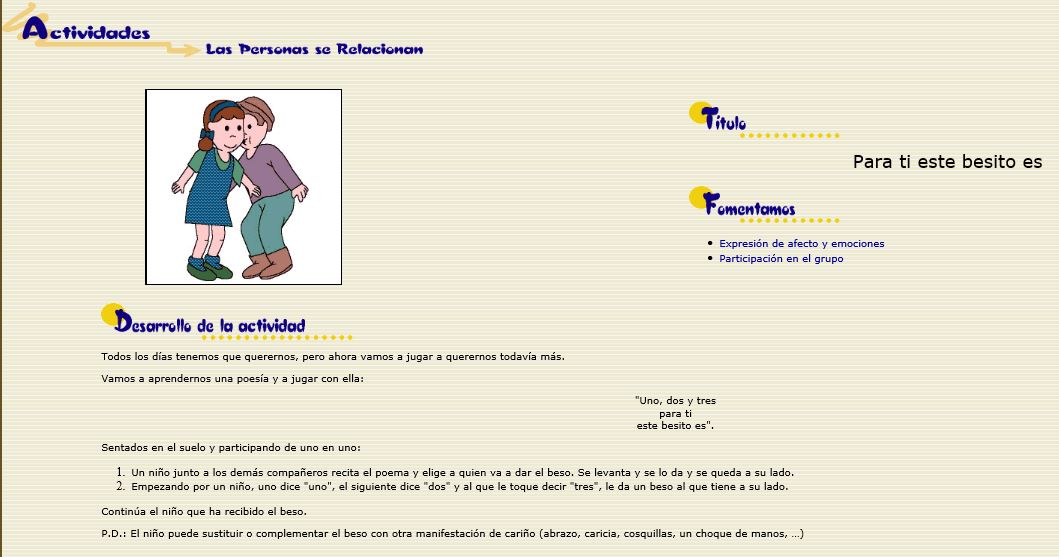 Actividades
Las Personas se Relacionan
Título
Para ti este besito es
Fomentamos
• Expresión de afecto y emociones
• Participación en el grupo
Desarrollo de la actividad
Todos los días tenemos que querernos, pero ahora vamos a jugar a querernos todavía más.
Vamos a aprendernos una poesía y a jugar con ella:
"Uno, dos y tres
para ti
este besito es".
Sentados en el suelo y participando de uno en uno:
1. Un niño junto a los demás compañeros recita el poema y elige a quien va a dar el beso. Se levanta y se lo da y se queda a su lado.
2. Empezando por un niño, uno dice "uno", el siguiente dice "dos" y al que le toque decir "tres", le da un beso al que tiene a su lado.
Continúa el niño que ha recibido el beso.
P.D.: El niño puede sustituir o complementar el beso con otra manifestación de cariño (abrazo, caricia, cosquillas, un choque de manos, ...)